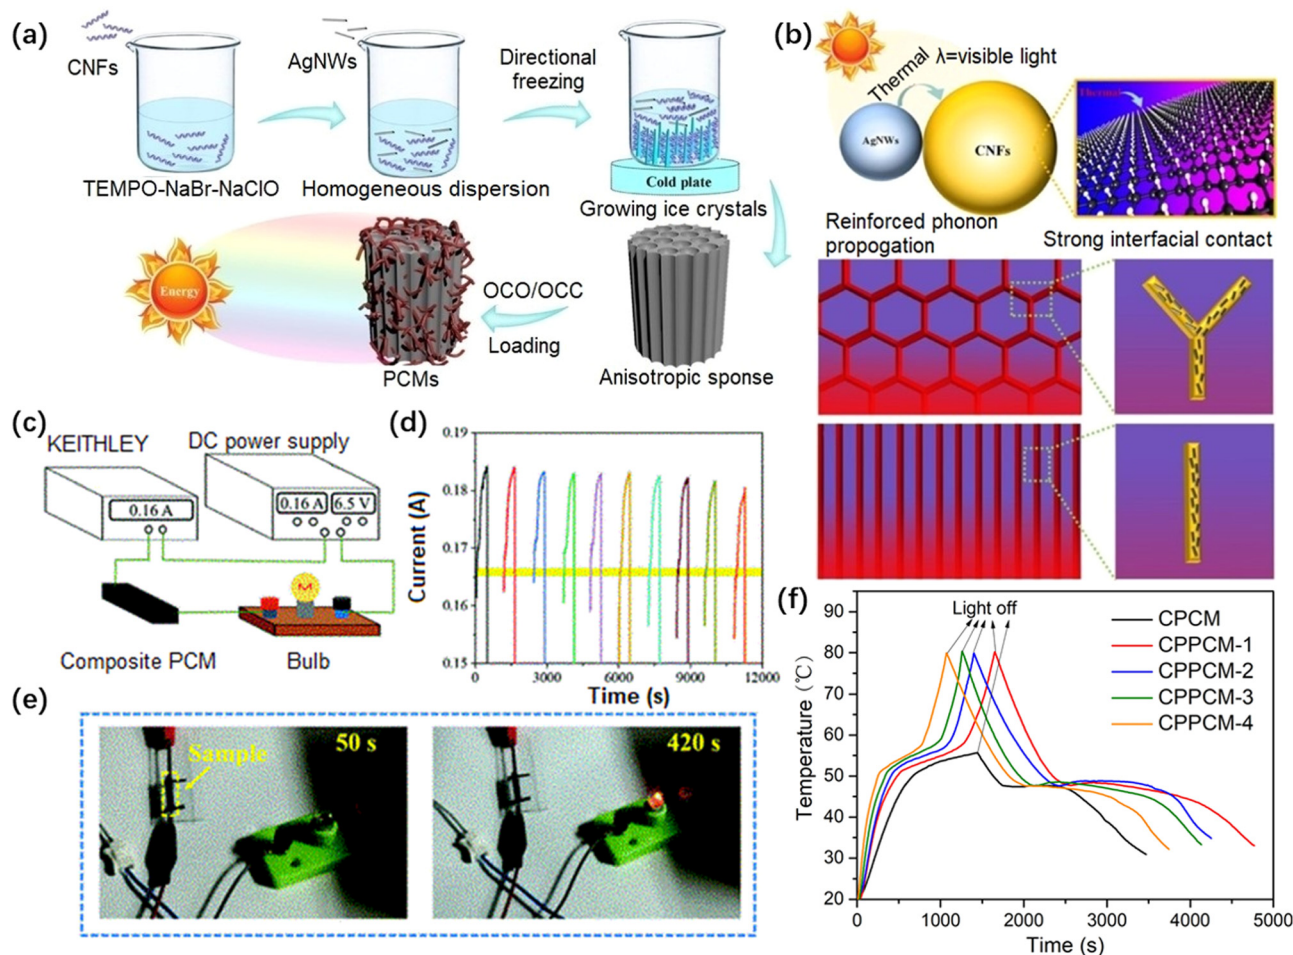 (a)
CNFs
AgNWs
Directional
freezing
TEMPO-NaBr-NaClO
Homogeneous dispersion
Cold plate
Growing ice crystals
Energy
OCO/OCC
Loading
PCMs
Anisotropic sponse
(b)
Thermal
λ=visible light
AgNWs
CNFs
Thermal
Reinforced phonon
propogation
Strong interfacial contact
(c)
KEITHLEY
DC power supply
0.16 A
0.16 A
6.5 V
Composite PCM
Bulb
(d)
Current (A)
0.19
0.18
0.17
0.16
0.15
0 3000 6000 9000 12000
Time (s)
(e)
Sample
50 s
420 s
(f)
Temperature (℃)
90
80
70
60
50
40
30
20
Light off
CPCM
CPPCM-1
CPPCM-2
CPPCM-3
CPPCM-4
0 1000 2000 3000 4000 5000
Time (s)